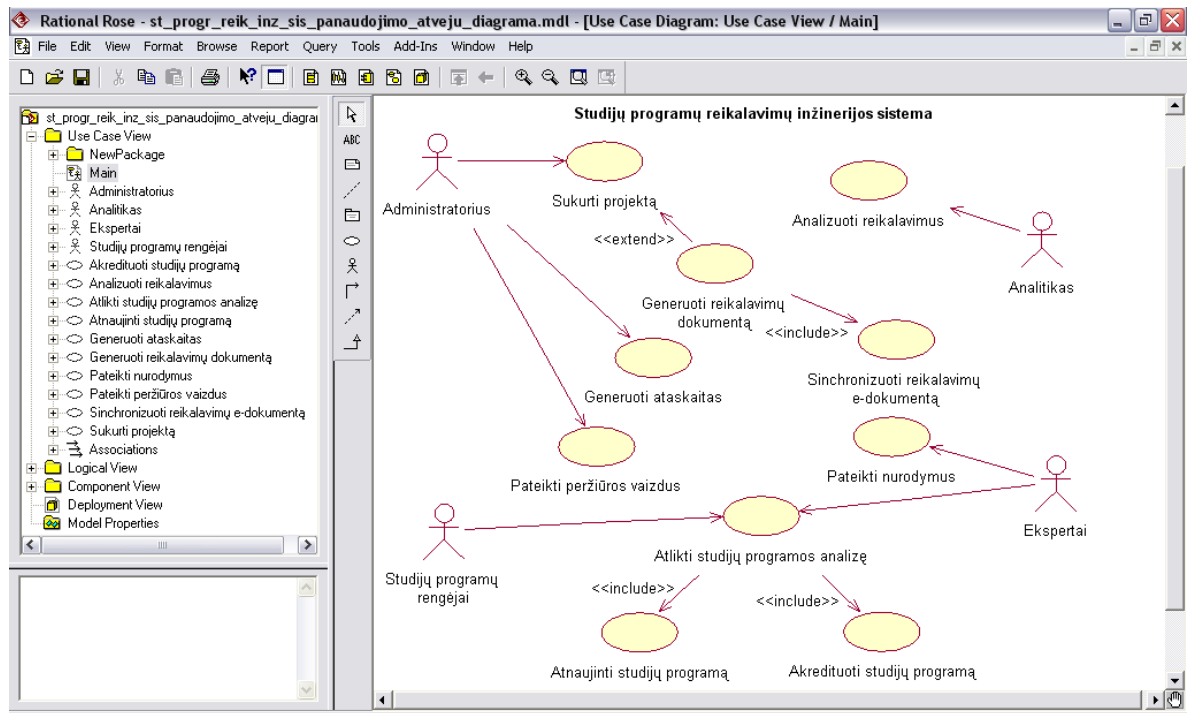 Rational Rose - st_progr_reik_inz_sis_panaudojimo_atveju_diagrama.mdl - [Use Case Diagram: Use Case View / Main]
File Edit View Format Browse Report Query Tools Add-Ins Window Help
st_progr_reik_inz_sis_panaudojimo_atveju_diagrai
Use Case View
NewPackage
Main
Administratorius
Analitikas
Ekspertai
Studijų programų rengėjai
Akredituoti studijų programą
Analizuoti reikalavimus
Atlikti studijų programos analizę
Atnaujinti studijų programą
Generuoti ataskaitas
Generuoti reikalavimų dokumentą
Pateikti nurodymus
Pateikti peržiūros vaizdus
Sinchronizuoti reikalavimų e-dokumentą
Sukurti projektą
Associations
Logical View
Component View
Deployment View
Model Properties
ABC
Studijų programų reikalavimų inžinerijos sistema
Administratorius
Sukurti projektą
Analizuoti reikalavimus
<<extend>>
Analitikas
Generuoti reikalavimų
dokumentą
<<include>>
Generuoti ataskaitas
Sinchronizuoti reikalavimų
e-dokumentą
Pateikti peržiūros vaizdus
Pateikti nurodymus
Ekspertai
Atlikti studijų programos analizę
Studijų programų
rengėjai
<<include>>
<<include>>
Atnaujinti studijų programą
Akredituoti studijų programą